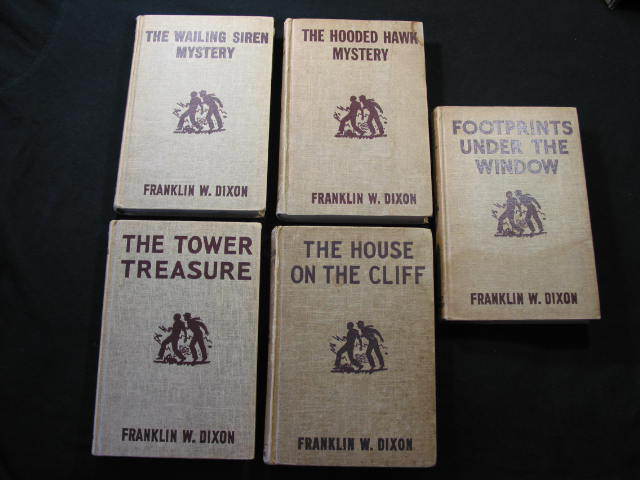 THE WAILING SIREN
MYSTERY
FRANKLIN W. DIXON
THE HOODED HAWK
MYSTERY
FRANKLIN W. DIXON
FOOTPRINTS
UNDER THE
WINDOW
FRANKLIN W. DIXON
THE TOWER
TREASURE
FRANKLIN W. DIXON
THE HOUSE
ON THE CLIFF
FRANKLIN W. DIXON